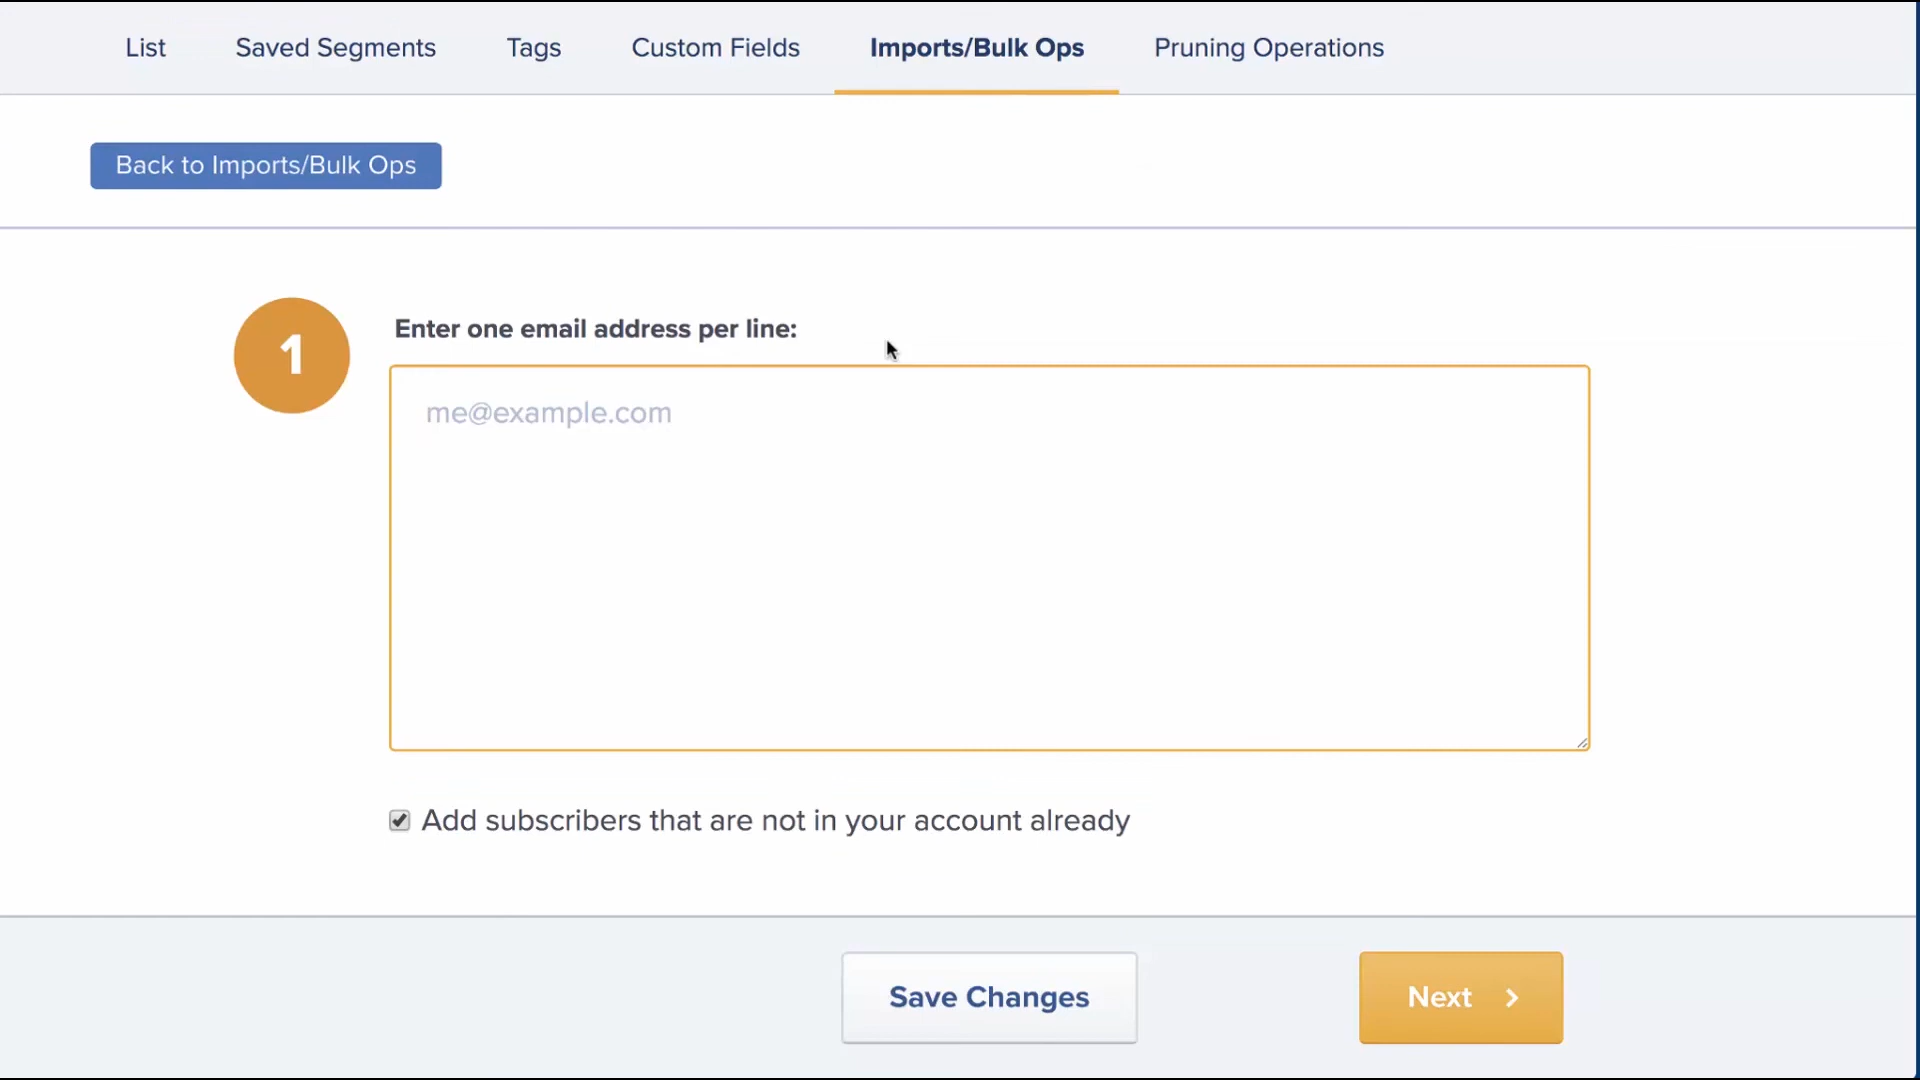 List Saved Segments Tags Custom Fields Imports/Bulk Ops Pruning Operations
Back to Imports/Bulk Ops
1 Enter one email address per line:
me@example.com
Add subscribers that are not in your account already
Save Changes Next